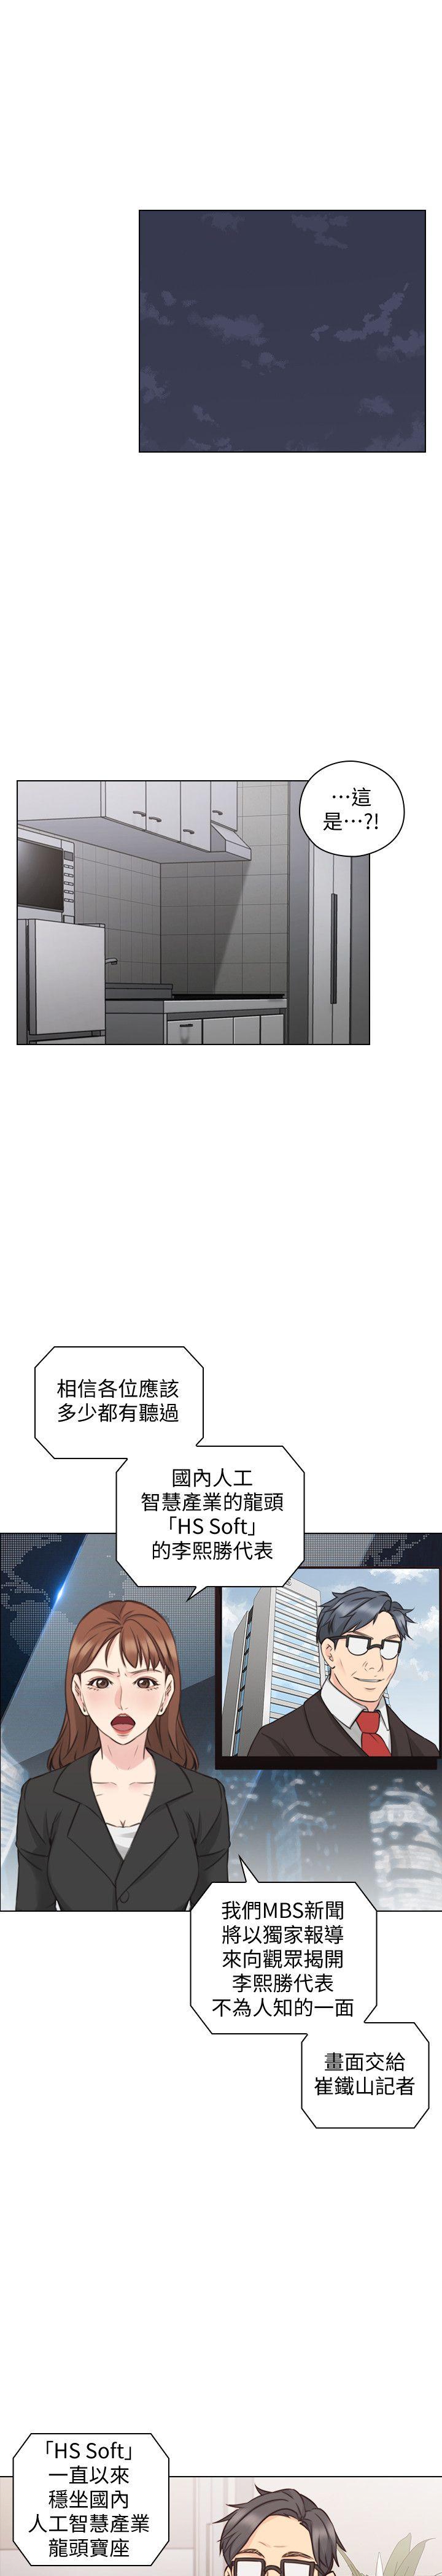 …這
是…?!
相信各位應該
多少都有聽過
國內人工
智慧產業的龍頭
「HS Soft」
的李熙勝代表
我們MBS新聞
將以獨家報導
來向觀眾揭開
李熙勝代表
不為人知的一面
畫面交給
崔鐵山記者
「HS Soft」
一直以來
穩坐國內
人工智慧產業
龍頭寶座